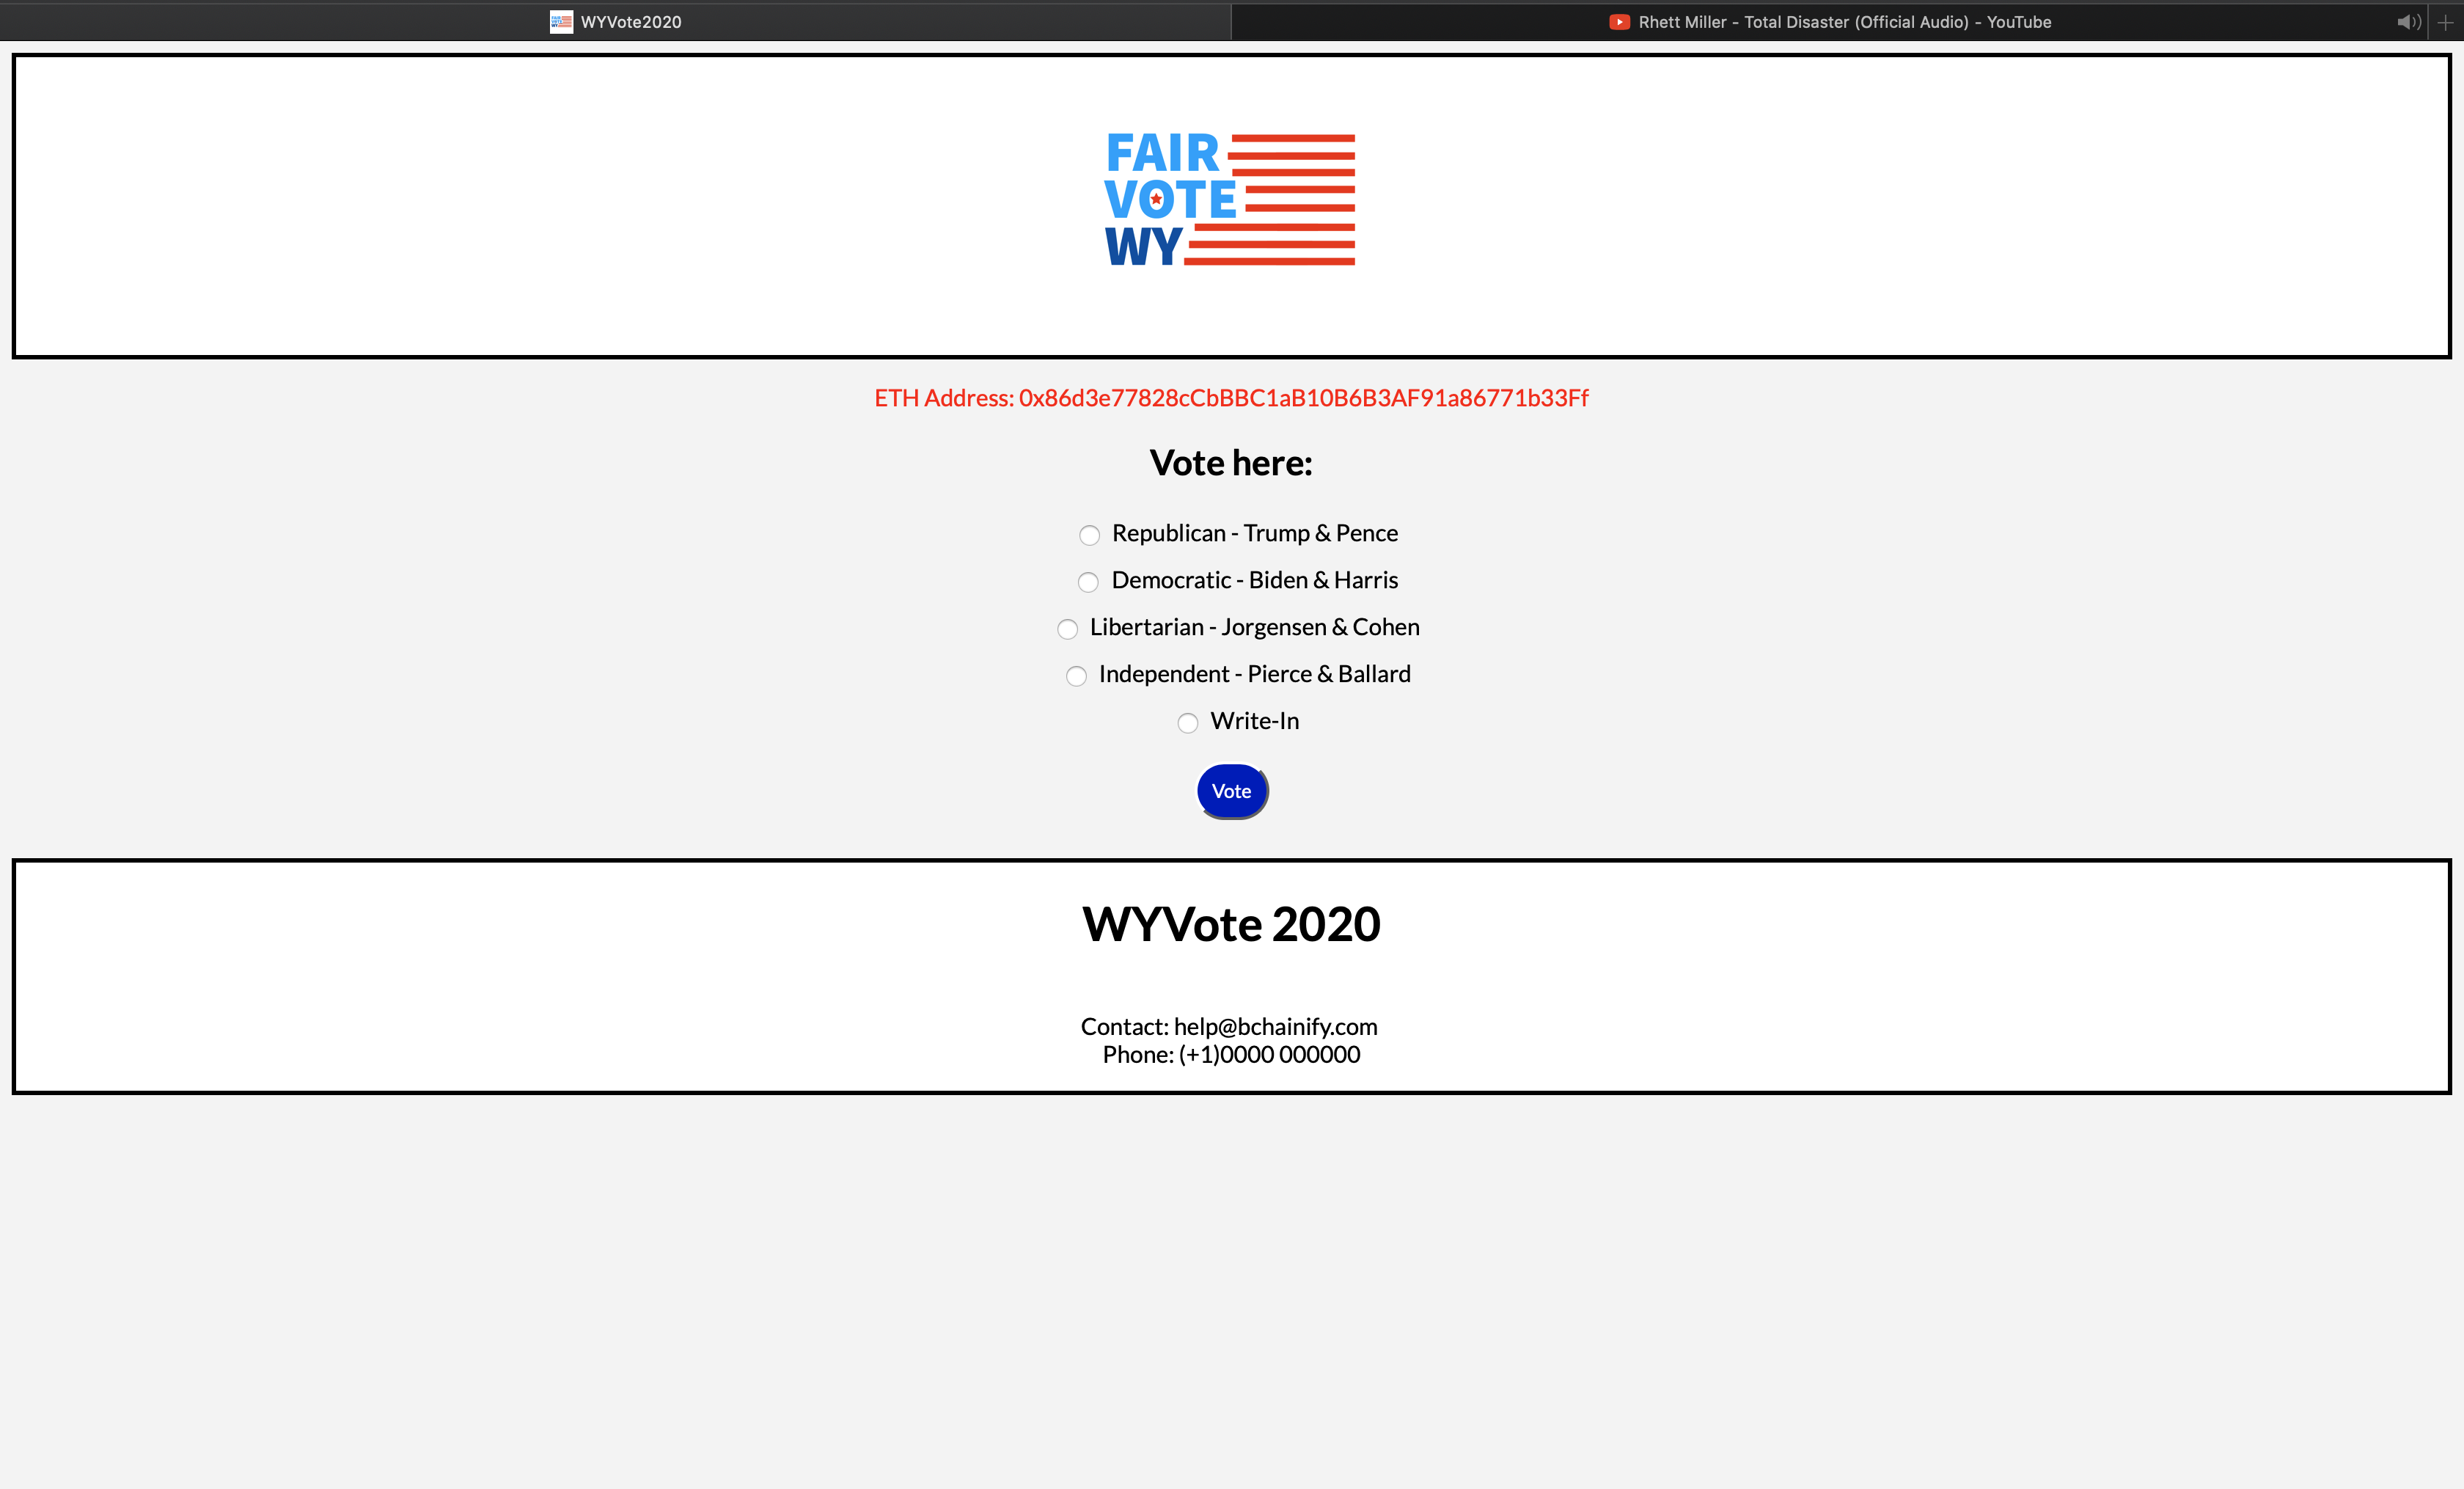 WYVote2020
Rhett Miller - Total Disaster (Official Audio) - YouTube
FAIR
VOTE
WY
ETH Address: 0x86d3e77828cCbBBC1aB10B6B3AF91a86771b33Ff
Vote here:
Republican - Trump & Pence
Democratic - Biden & Harris
Libertarian - Jorgensen & Cohen
Independent - Pierce & Ballard
Write-In
Vote
WYVote 2020
Contact: help@bchainify.com
Phone: (+1)0000 000000